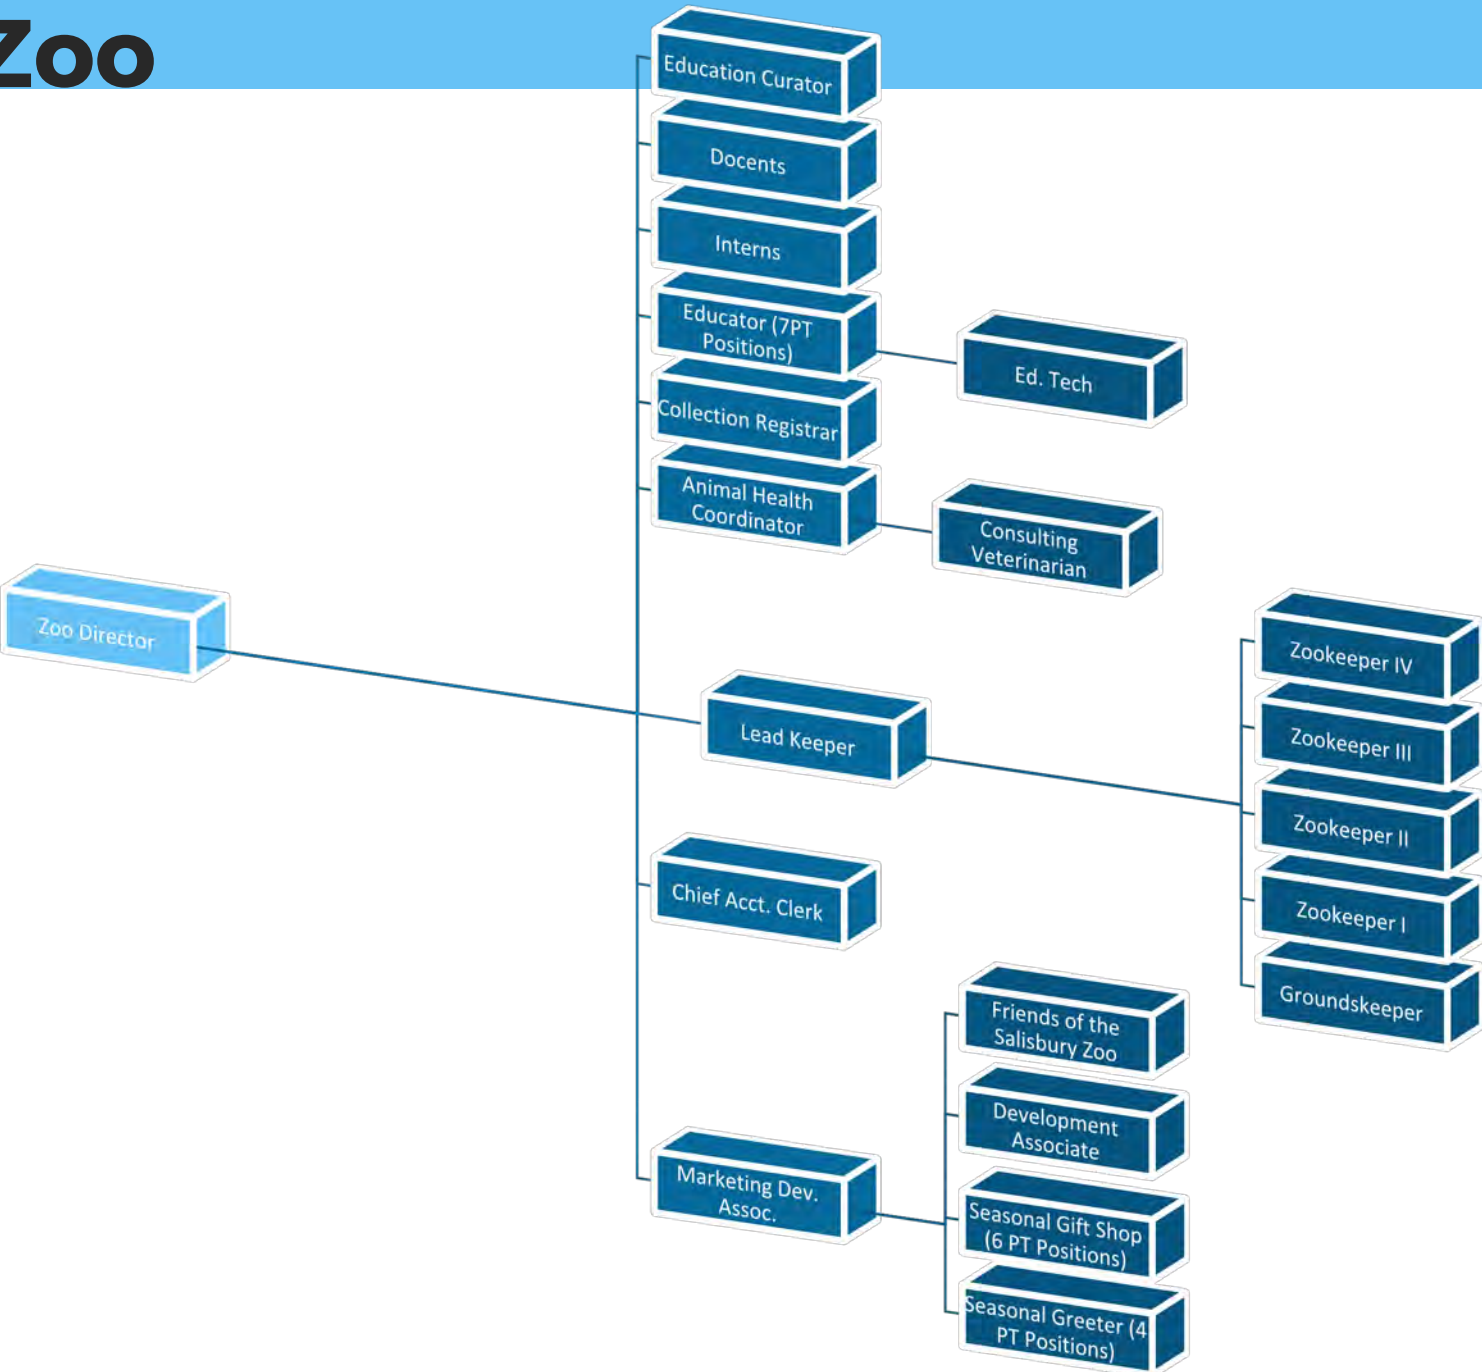 Zoo
Education Curator
Docents
Interns
Educator (7PT
Positions)
Ed. Tech
Collection Registrar
Animal Health
Coordinator
Consulting
Veterinarian
Zoo Director
Lead Keeper
Zookeeper IV
Zookeeper III
Zookeeper II
Zookeeper I
Groundskeeper
Chief Acct. Clerk
Marketing Dev.
Assoc.
Friends of the
Salisbury Zoo
Development
Associate
Seasonal Gift Shop
(6 PT Positions)
Seasonal Greeter (4
PT Positions)